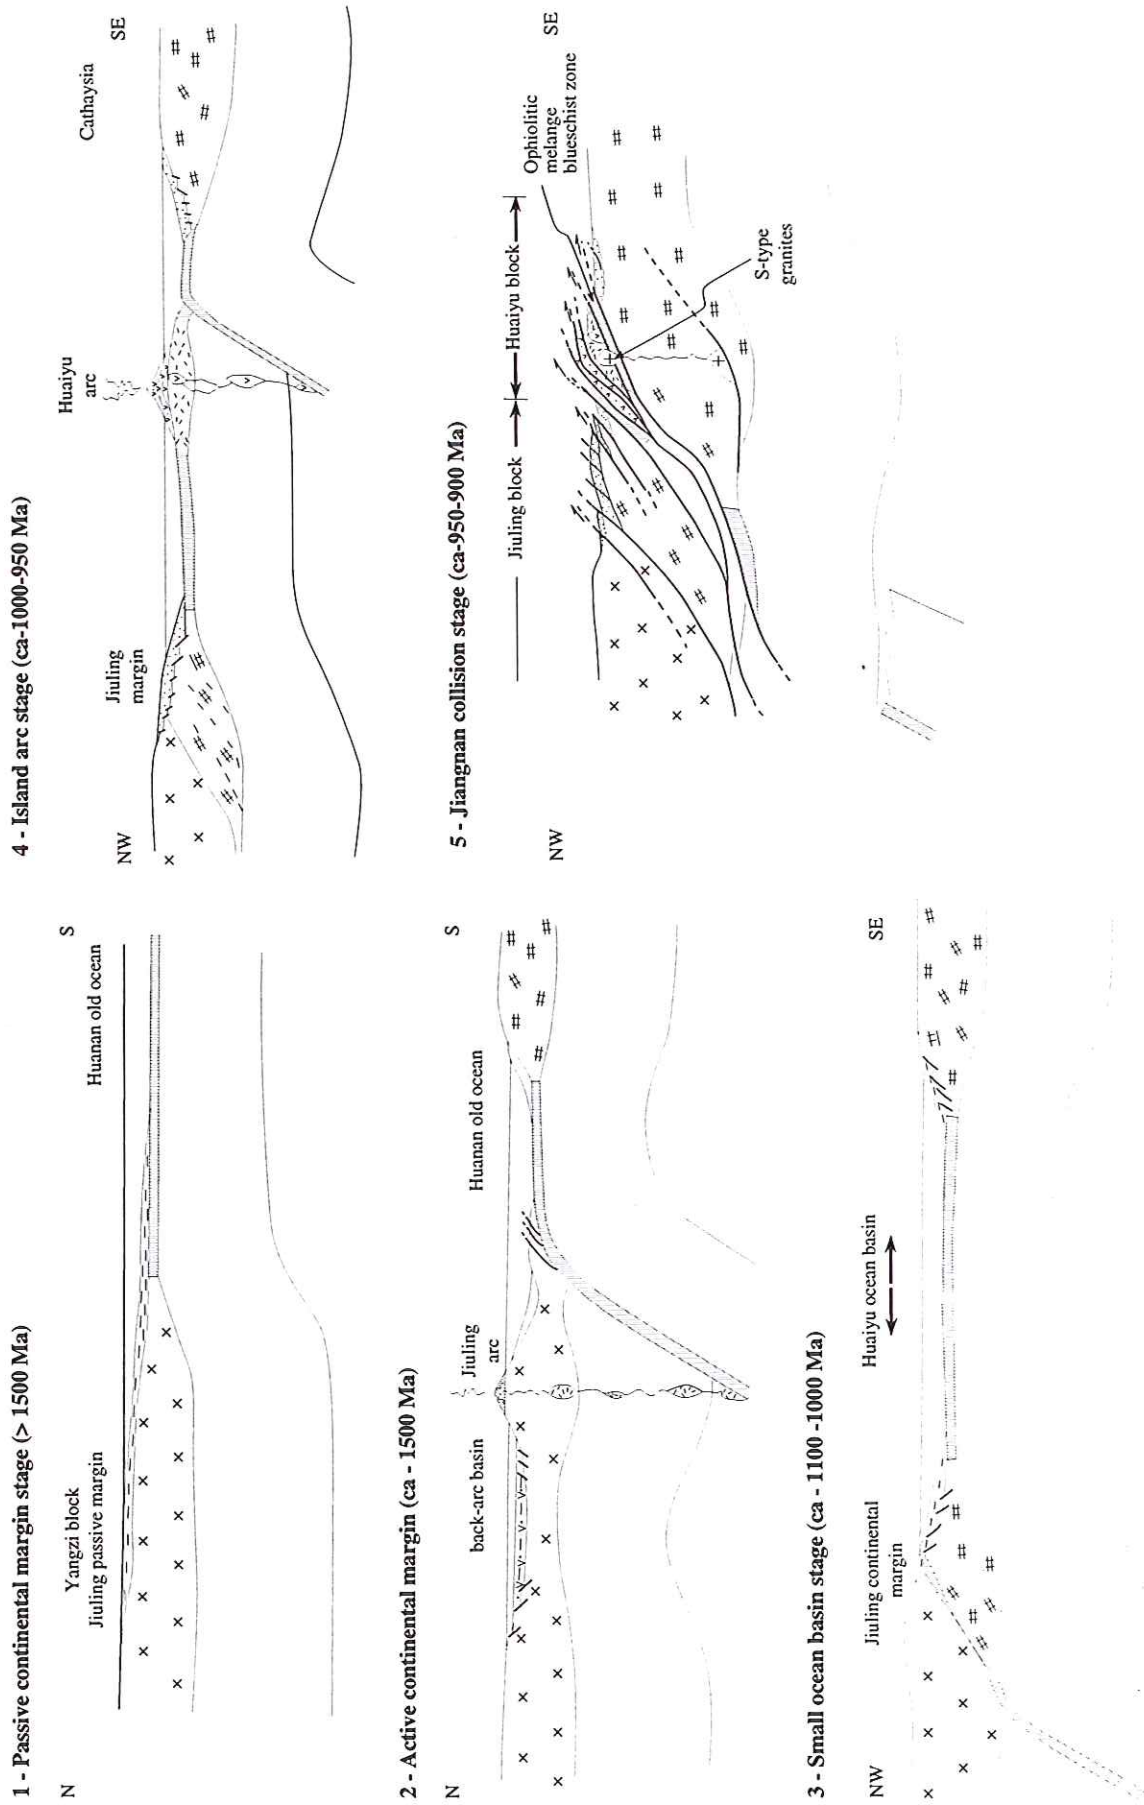 1 - Passive continental margin stage (> 1500 Ma)
N
S
Yangzi block
Jiuling passive margin
Huanan old ocean
2 - Active continental margin (ca - 1500 Ma)
N
S
back-arc basin
Jiuling
arc
Huanan old ocean
3 - Small ocean basin stage (ca - 1100 -1000 Ma)
NW
SE
Jiuling continental
margin
Huaiyu ocean basin
4 - Island arc stage (ca-1000-950 Ma)
NW
SE
Jiuling
margin
Huaiyu
arc
Cathaysia
5 - Jiangnan collision stage (ca-950-900 Ma)
NW
SE
Jiuling block
Huaiyu block
Ophiolitic
melange
blueschist zone
S-type
granites